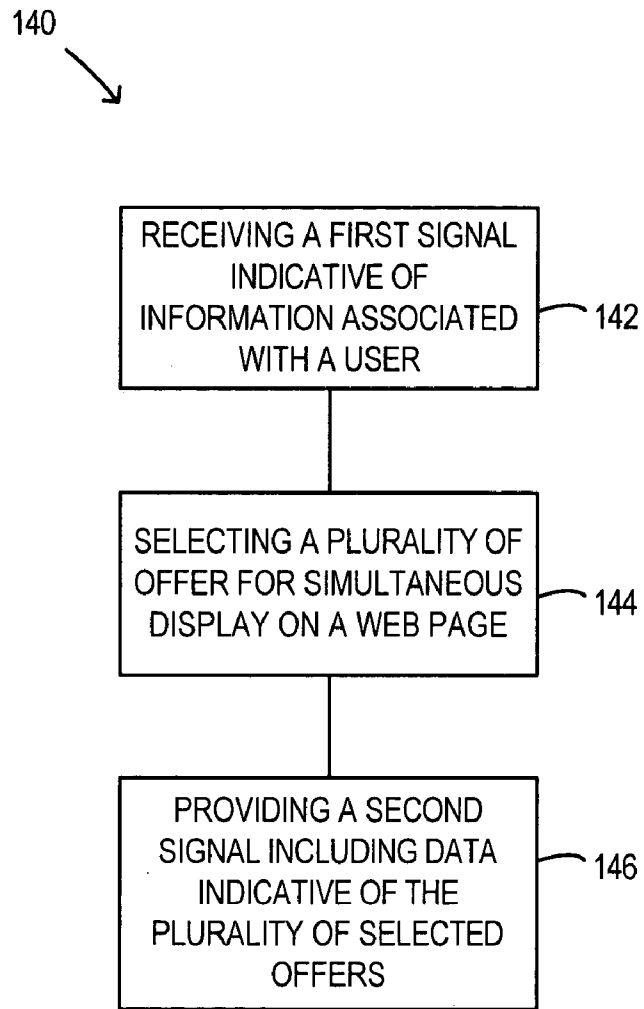 140
RECEIVING A FIRST SIGNAL
INDICATIVE OF
INFORMATION ASSOCIATED
WITH A USER
142
SELECTING A PLURALITY OF
OFFER FOR SIMULTANEOUS
DISPLAY ON A WEB PAGE
144
PROVIDING A SECOND
SIGNAL INCLUDING DATA
INDICATIVE OF THE
PLURALITY OF SELECTED
OFFERS
146